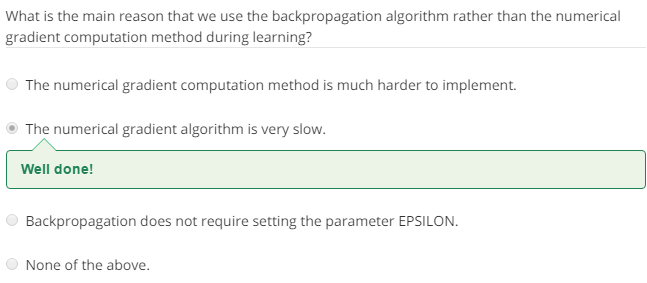 What is the main reason that we use the backpropagation algorithm rather than the numerical
gradient computation method during learning?
The numerical gradient computation method is much harder to implement.
The numerical gradient algorithm is very slow.
Well done!
Backpropagation does not require setting the parameter EPSILON.
None of the above.